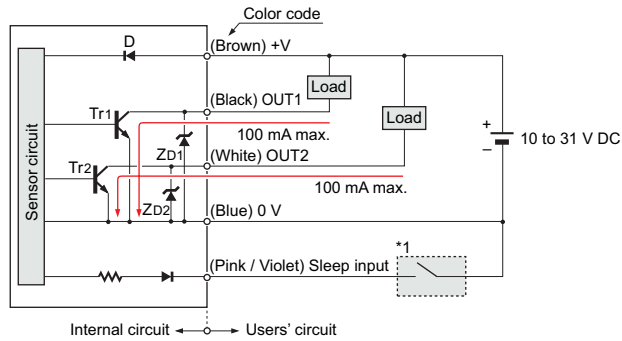 Color code
D
(Brown) +V
Load
(Black) OUT1
Tr1
Load
100 mA max.
+
10 to 31 V DC
−
ZD1
(White) OUT2
Tr2
100 mA max.
Sensor circuit
ZD2
(Blue) 0 V
*1
(Pink / Violet) Sleep input
Internal circuit
Users' circuit